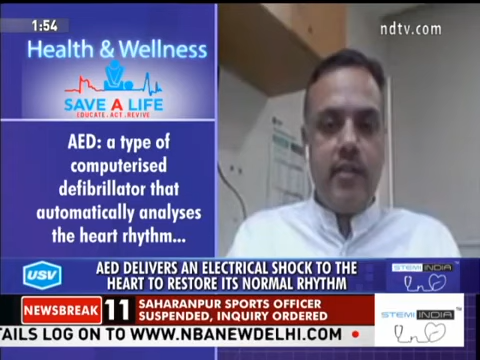 1:54
ndtv.com
Health & Wellness
SAVE A LIFE
EDUCATE. ACT. REVIVE
AED: a type of
computerised
defibrillator that
automatically analyses
the heart rhythm...
USV
AED DELIVERS AN ELECTRICAL SHOCK TO THE
HEART TO RESTORE ITS NORMAL RHYTHM
STEMI INDIA
NEWSBREAK 11 SAHARANPUR SPORTS OFFICER
SUSPENDED, INQUIRY ORDERED
STEMI INDIA
TAILS LOG ON TO WWW.NBANEWDELHI.COM